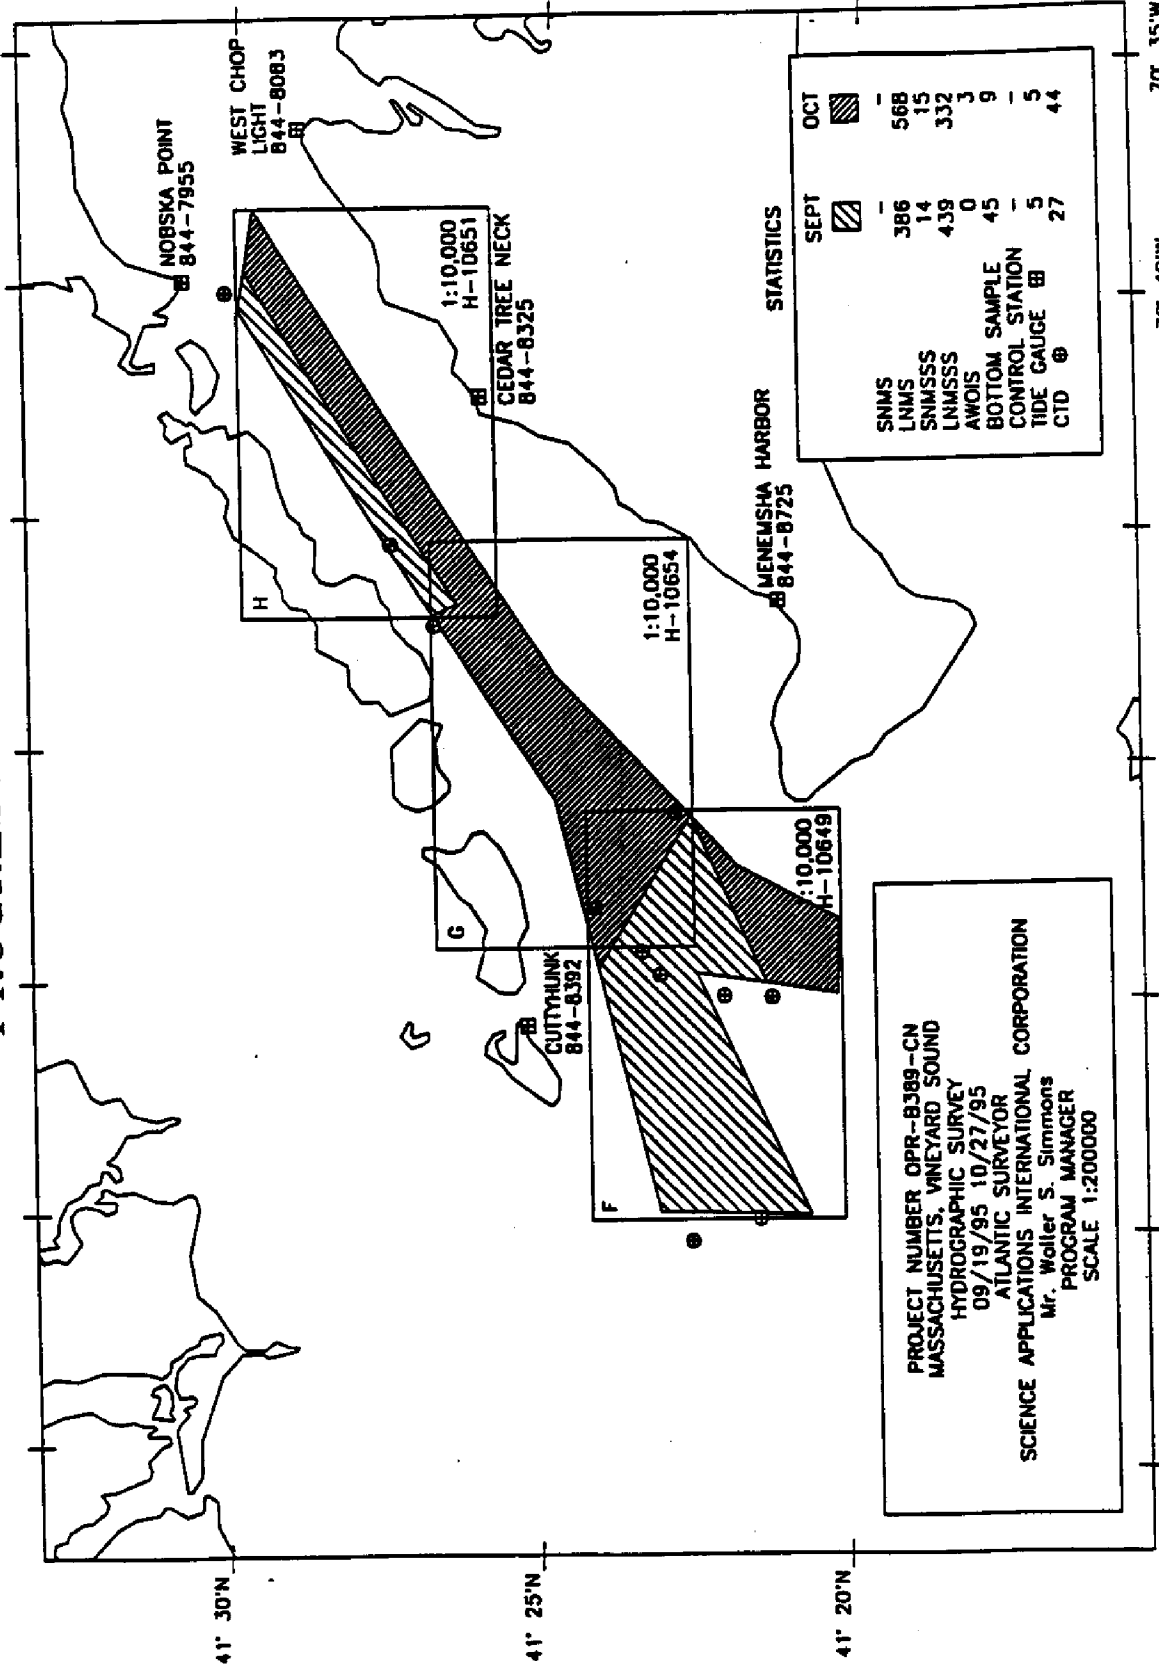 NOBSKA POINT
844-7955
WEST CHOP
LIGHT
844-8083
H
1:10,000
H-10651
CEDAR TREE NECK
844-8325
G
1:10,000
H-10654
MENEMSHA HARBOR
844-8725
CUTTYHUNK
844-8392
F
:10,000
H-10649
41° 30'N
41° 25'N
41° 20'N
70° 35'W
STATISTICS
SEPT OCT
SNMS - -
LNMS 386 568
SNMSSS 14 15
LNMSSS 439 332
AWOIS 0 3
BOTTOM SAMPLE 45 9
CONTROL STATION - -
TIDE GAUGE 5 5
CTD 27 44
PROJECT NUMBER OPR-B389-CN
MASSACHUSETTS, VINEYARD SOUND
HYDROGRAPHIC SURVEY
09/19/95 10/27/95
ATLANTIC SURVEYOR
SCIENCE APPLICATIONS INTERNATIONAL CORPORATION
Mr. Walter S. Simmons
PROGRAM MANAGER
SCALE 1:200000